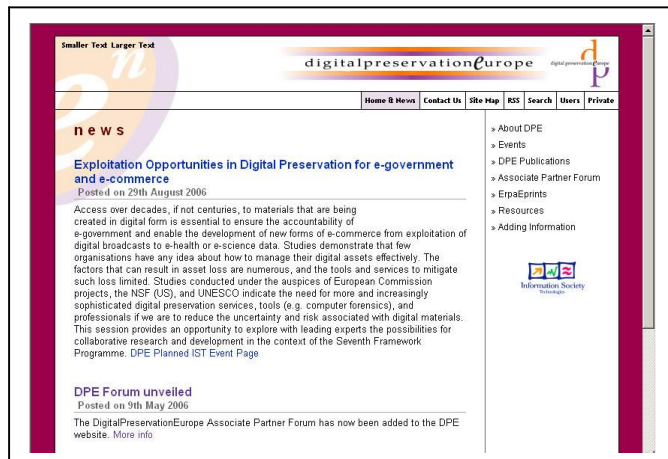 Smaller Text Larger Text
digitalpreservationeurope
Home & News Contact Us Site Map RSS Search Users Private
news
» About DPE
» Events
» DPE Publications
» Associate Partner Forum
» ErpaEprints
» Resources
» Adding Information
Information Society
Technologies
Exploitation Opportunities in Digital Preservation for e-government
and e-commerce
Posted on 29th August 2006
Access over decades, if not centuries, to materials that are being
created in digital form is essential to ensure the accountability of
e-government and enable the development of new forms of e-commerce from exploitation of
digital broadcasts to e-health or e-science data. Studies demonstrate that few
organisations have any idea about how to manage their digital assets effectively. The
factors that can result in asset loss are numerous, and the tools and services to mitigate
such loss limited. Studies conducted under the auspices of European Commission
projects, the NSF (US), and UNESCO indicate the need for more and increasingly
sophisticated digital preservation services, tools (e.g. computer forensics), and
professionals if we are to reduce the uncertainty and risk associated with digital materials.
This session provides an opportunity to explore with leading experts the possibilities for
collaborative research and development in the context of the Seventh Framework
Programme. DPE Planned IST Event Page
DPE Forum unveiled
Posted on 9th May 2006
The DigitalPreservationEurope Associate Partner Forum has now been added to the DPE
website. More info